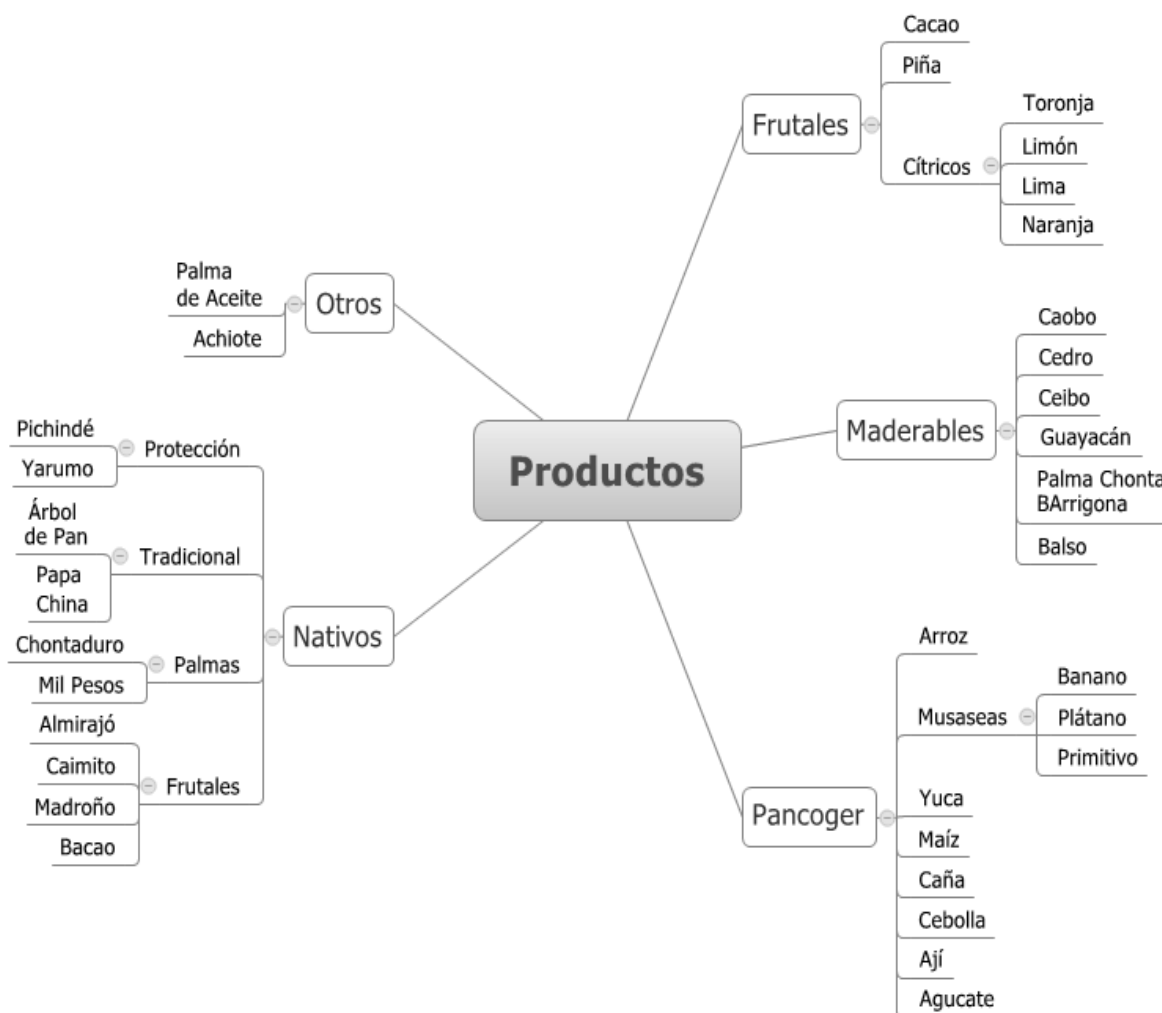 Productos
Frutales
Cacao
Piña
Cítricos
Toronja
Limón
Lima
Naranja
Maderables
Caobo
Cedro
Ceibo
Guayacán
Palma Chonta
BArrigona
Balso
Pancoger
Arroz
Musaseas
Banano
Plátano
Primitivo
Yuca
Maíz
Caña
Cebolla
Ají
Agucate
Otros
Palma
de Aceite
Achiote
Nativos
Protección
Pichindé
Yarumo
Tradicional
Árbol
de Pan
Papa
China
Palmas
Chontaduro
Mil Pesos
Frutales
Almirajó
Caimito
Madroño
Bacao